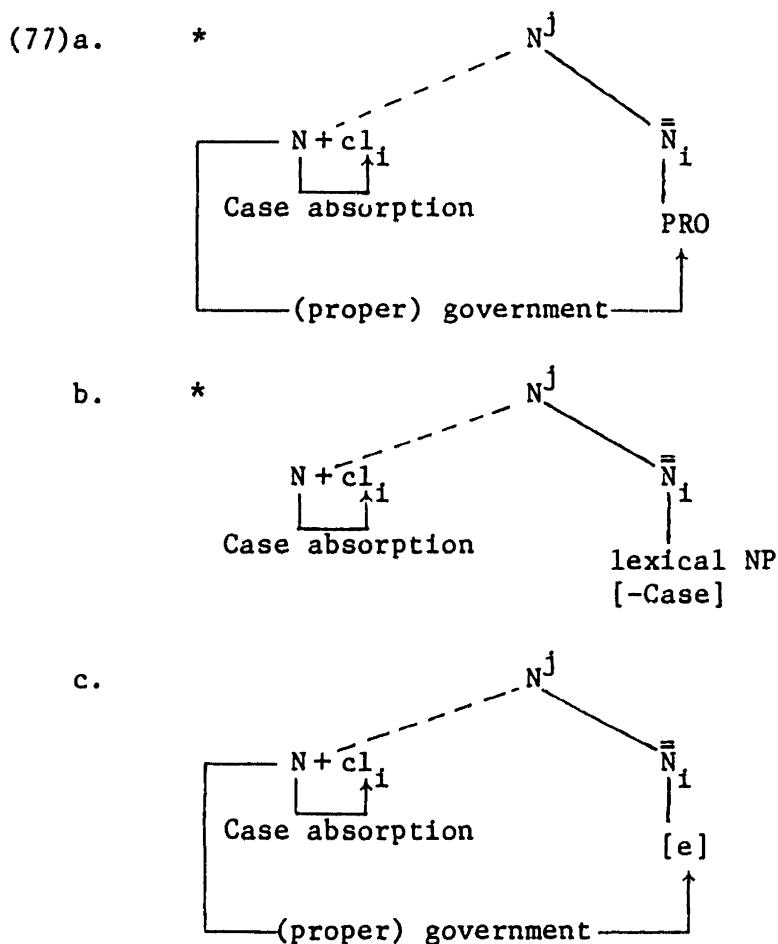 (77)a. * N^j
N + cl_i N̿_i
Case absorption
PRO
(proper) government
b. * N^j
N + cl_i N̿_i
Case absorption
lexical NP
[-Case]
c. N^j
N + cl_i N̿_i
Case absorption
[e]
(proper) government